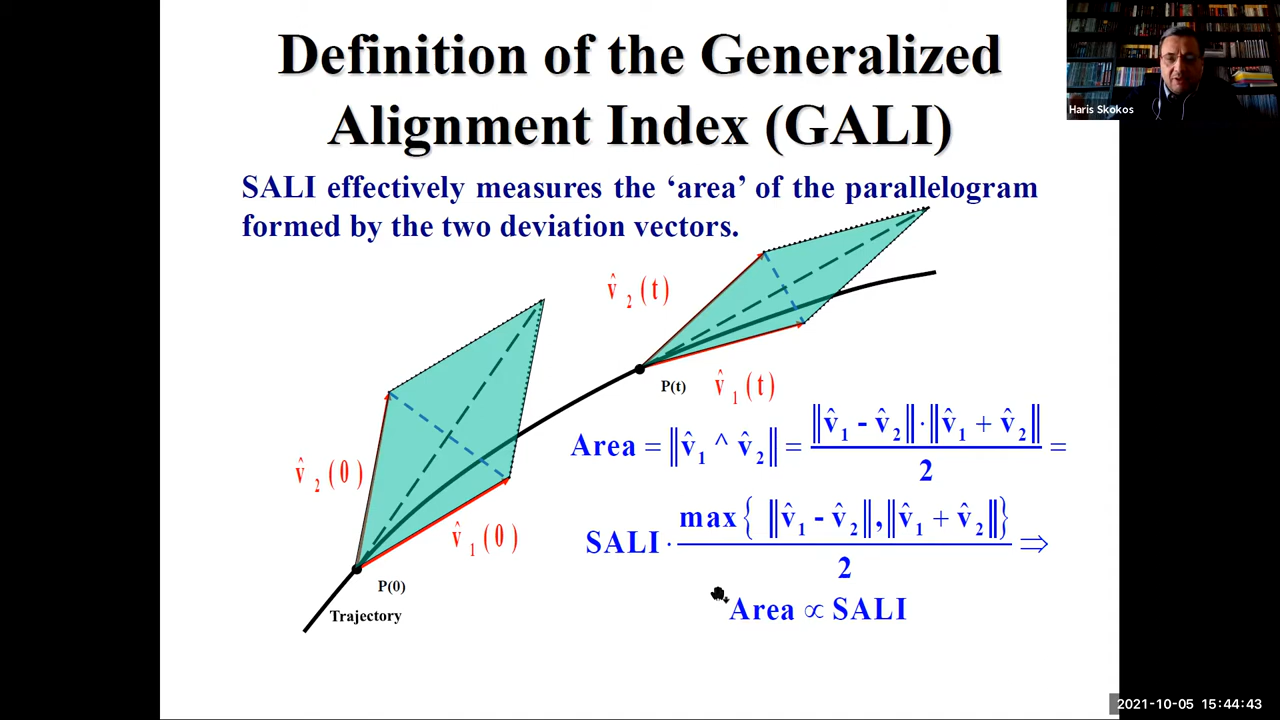 Definition of the Generalized
Alignment Index (GALI)
Haris Skokos
SALI effectively measures the ‘area’ of the parallelogram
formed by the two deviation vectors.
v̂₂(t)
P(t)
v̂₁(t)
v̂₂(0)
v̂₁(0)
P(0)
Trajectory
Area = ‖v̂₁ ^ v̂₂‖ = ‖v̂₁ - v̂₂‖·‖v̂₁ + v̂₂‖ / 2 =
SALI · max{ ‖v̂₁ - v̂₂‖,‖v̂₁ + v̂₂‖} / 2 ⇒
Area ∝ SALI
2021-10-05 15:44:43